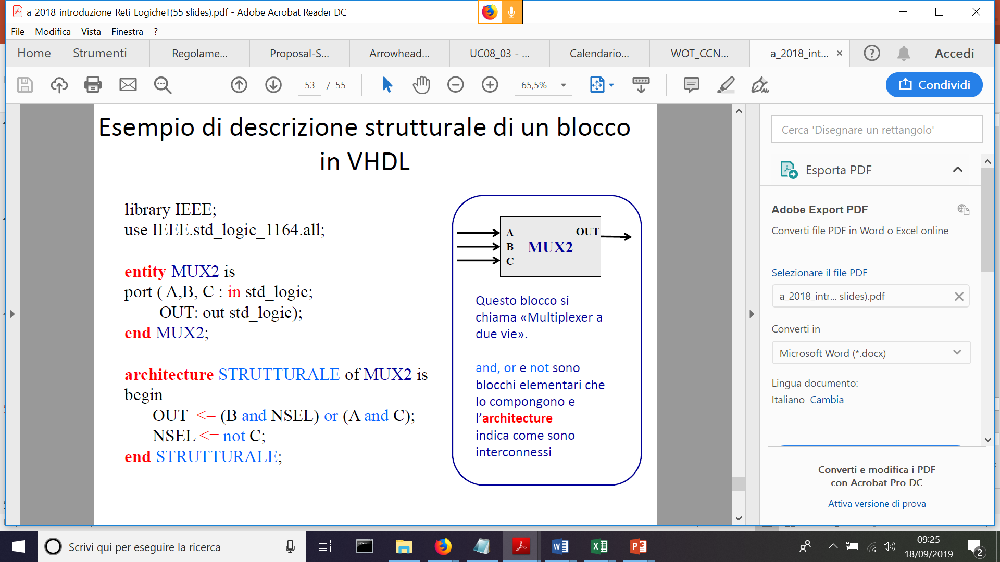 a_2018_introduzione_Reti_LogicheT(55 slides).pdf - Adobe Acrobat Reader DC
File Modifica Vista Finestra ?
Home Strumenti Regolame... Proposal-S... Arrowhead... UC08_03 - ... Calendario... WOT_CCN... a_2018_int... × Accedi
53 / 55 65,5% Condividi
Esempio di descrizione strutturale di un blocco
in VHDL
library IEEE;
use IEEE.std_logic_1164.all;
entity MUX2 is
port ( A,B, C : in std_logic;
OUT: out std_logic);
end MUX2;
architecture STRUTTURALE of MUX2 is
begin
OUT <= (B and NSEL) or (A and C);
NSEL <= not C;
end STRUTTURALE;
A OUT
B MUX2
C
Questo blocco si
chiama «Multiplexer a
due vie».
and, or e not sono
blocchi elementari che
lo compongono e
l’architecture
indica come sono
interconnessi
Cerca 'Disegnare un rettangolo'
Esporta PDF
Adobe Export PDF
Converti file PDF in Word o Excel online
Selezionare il file PDF
a_2018_intr... slides).pdf
Converti in
Microsoft Word (*.docx)
Lingua documento:
Italiano Cambia
Converti e modifica i PDF
con Acrobat Pro DC
Attiva versione di prova
Scrivi qui per eseguire la ricerca
09:25
18/09/2019
2